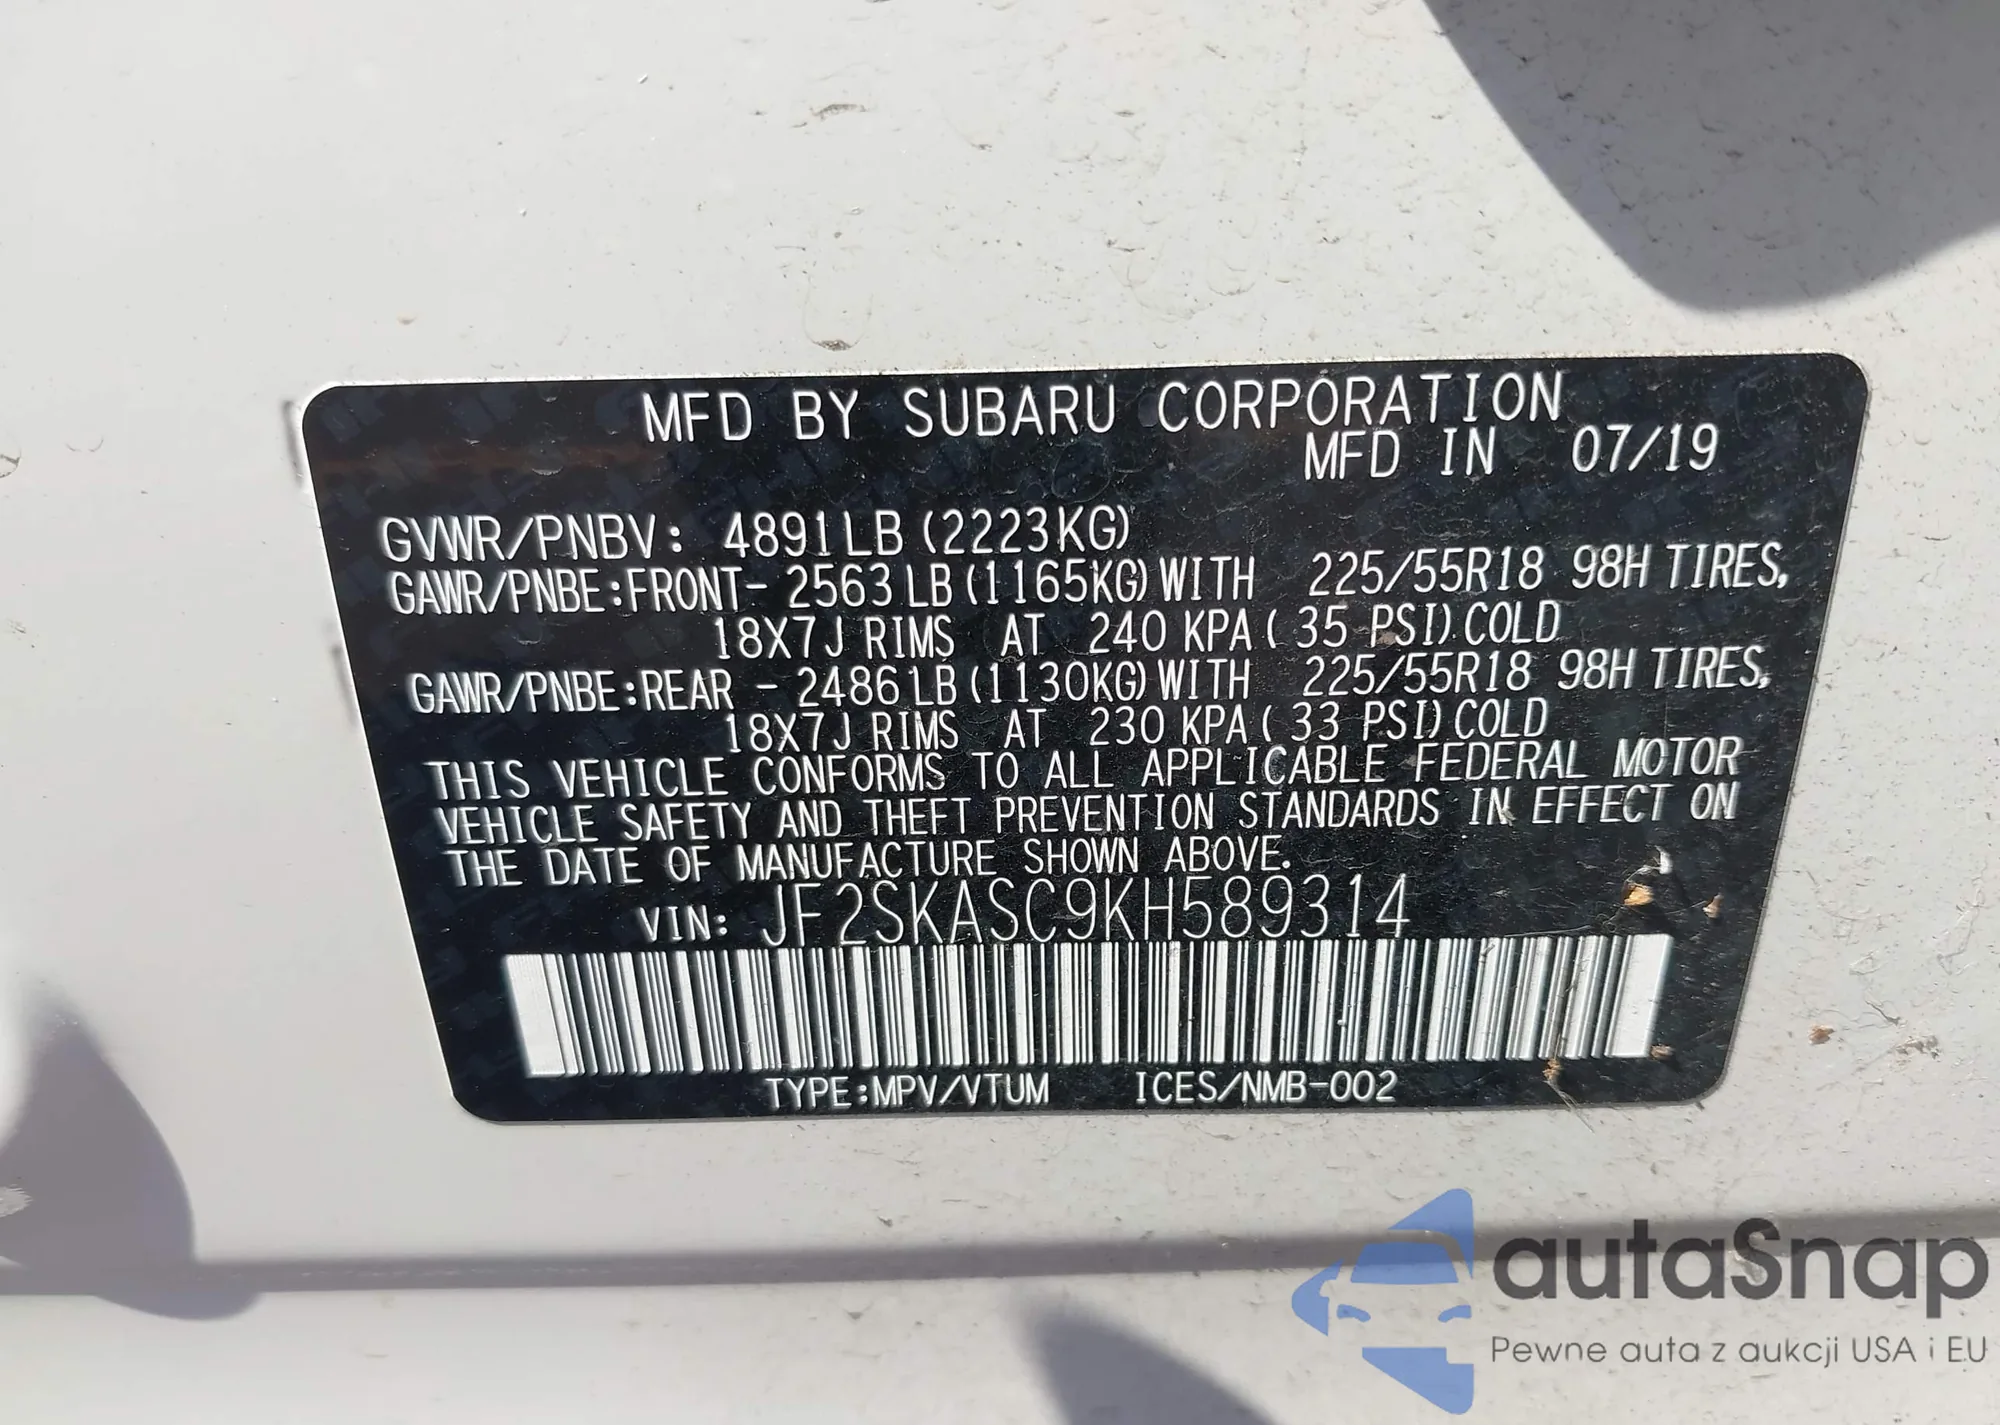 MFD BY SUBARU CORPORATION
MFD IN 07/19
GVWR/PNBV: 4891LB (2223KG)
GAWR/PNBE:FRONT- 2563 LB (1165KG) WITH 225/55R18 98H TIRES,
18X7J RIMS AT 240 KPA ( 35 PSI) COLD
GAWR/PNBE:REAR - 2486 LB (1130KG) WITH 225/55R18 98H TIRES,
18X7J RIMS AT 230 KPA ( 33 PSI) COLD
THIS VEHICLE CONFORMS TO ALL APPLICABLE FEDERAL MOTOR
VEHICLE SAFETY AND THEFT PREVENTION STANDARDS IN EFFECT ON
THE DATE OF MANUFACTURE SHOWN ABOVE.
VIN: JF2SKASC9KH589314
TYPE:MPV/VTUM ICES/NMB-002
autaSnap
Pewne auta z aukcji USA i EU